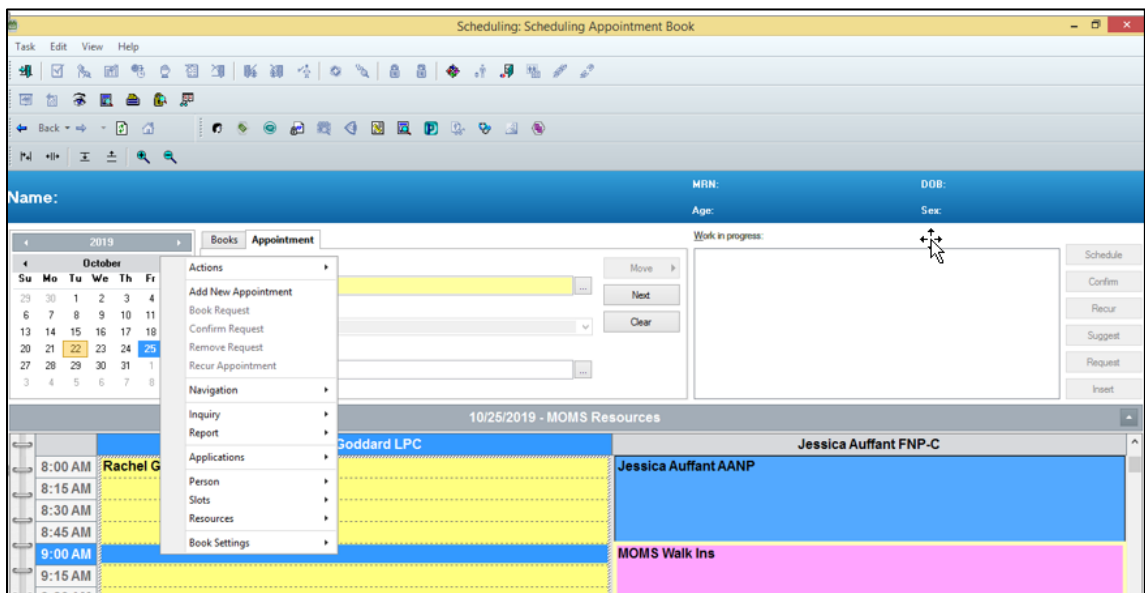 Scheduling: Scheduling Appointment Book
Task Edit View Help
Back
Name:
MRN: DOB:
Age: Sex:
2019
October
Su Mo Tu We Th Fr
29 30 1 2 3 4
6 7 8 9 10 11
13 14 15 16 17 18
20 21 22 23 24 25
27 28 29 30 31 1
3 4 5 6 7 8
Books Appointment
Actions
Add New Appointment
Book Request
Confirm Request
Remove Request
Recur Appointment
Navigation
Inquiry
Report
Applications
Person
Slots
Resources
Book Settings
...
...
Move
Next
Clear
Work in progress:
Schedule
Confirm
Recur
Suggest
Request
Insert
10/25/2019 - MOMS Resources
Goddard LPC Jessica Auffant FNP-C
8:00 AM Rachel G Jessica Auffant AANP
8:15 AM
8:30 AM
8:45 AM
9:00 AM MOMS Walk Ins
9:15 AM